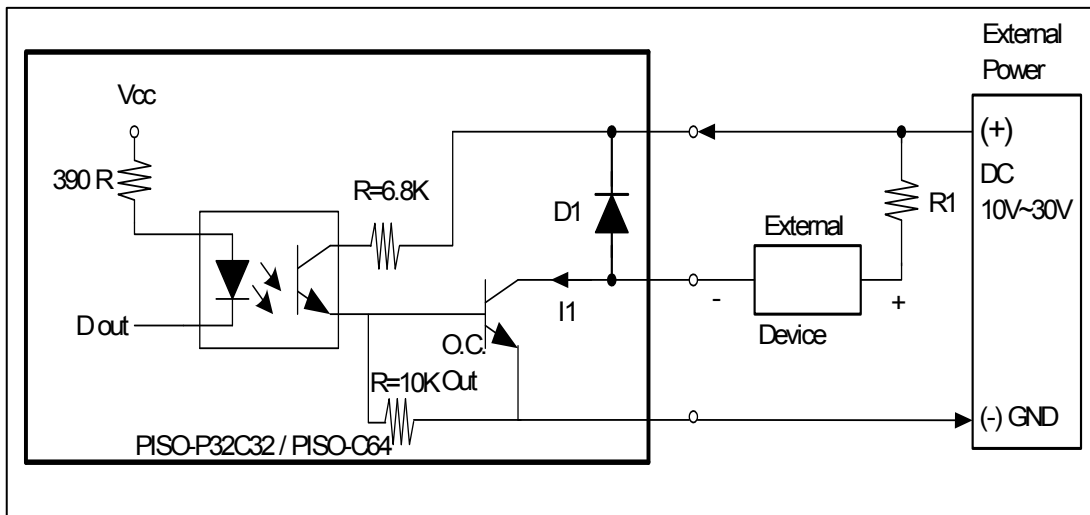 External
Power
Vcc
(+)
390 R
R=6.8K
DC
10V~30V
D1
R1
External
I1
-
+
Device
D out
O.C.
Out
R=10K
(-) GND
PISO-P32C32 / PISO-C64